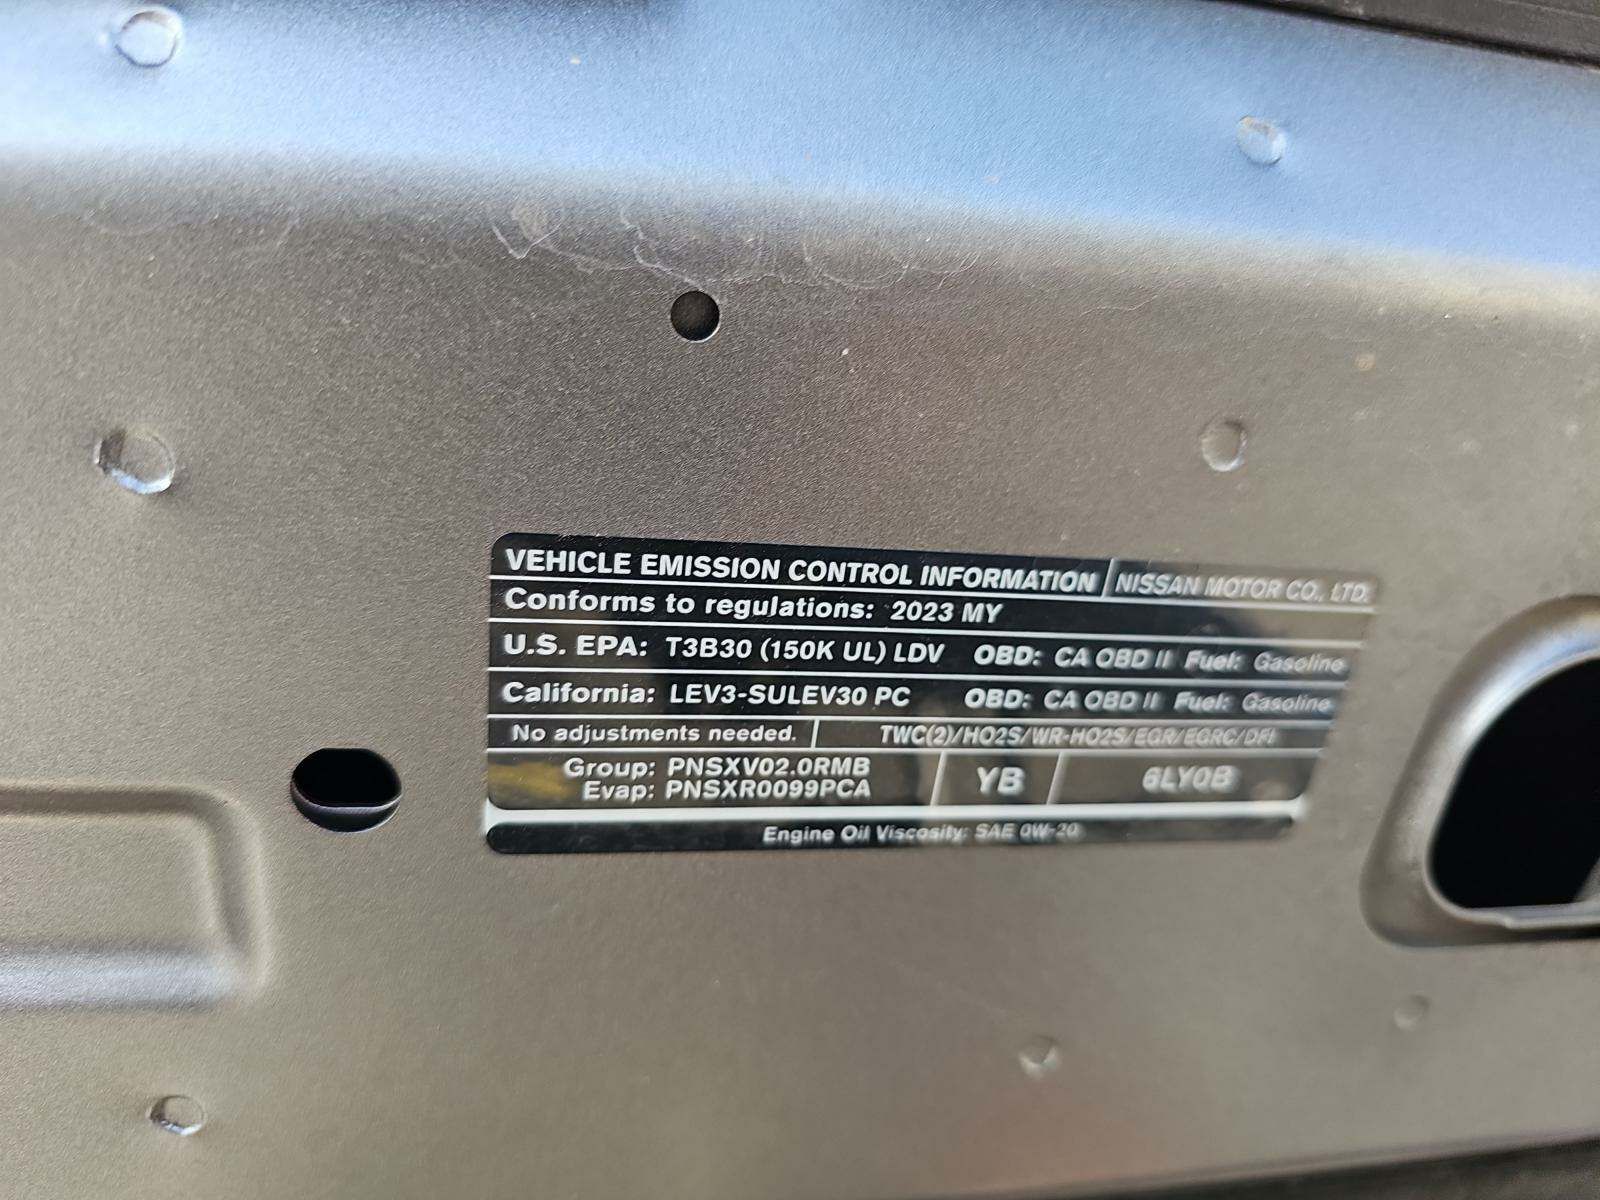 VEHICLE EMISSION CONTROL INFORMATION NISSAN MOTOR CO., LTD.
Conforms to regulations: 2023 MY
U.S. EPA: T3B30 (150K UL) LDV OBD: CA OBD II Fuel: Gasoline
California: LEV3-SULEV30 PC OBD: CA OBD II Fuel: Gasoline
No adjustments needed. TWC(2)/HO2S/WR-HO2S/EGR/EGRC/DFI
Group: PNSXV02.0RMB
Evap: PNSXR0099PCA
YB
6LY0B
Engine Oil Viscosity: SAE 0W-20